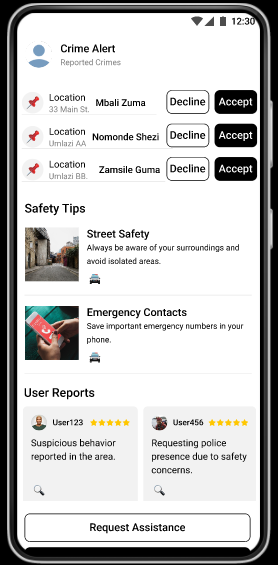 12:30
Crime Alert
Reported Crimes
Location Mbali Zuma Decline Accept
33 Main St.
Location Nomonde Shezi Decline Accept
Umlazi AA
Location Zamsile Guma Decline Accept
Umlazi BB.
Safety Tips
Street Safety
Always be aware of your surroundings and
avoid isolated areas.
Emergency Contacts
Save important emergency numbers in your
phone.
User Reports
User123
Suspicious behavior
reported in the area.
User456
Requesting police
presence due to safety
concerns.
Request Assistance